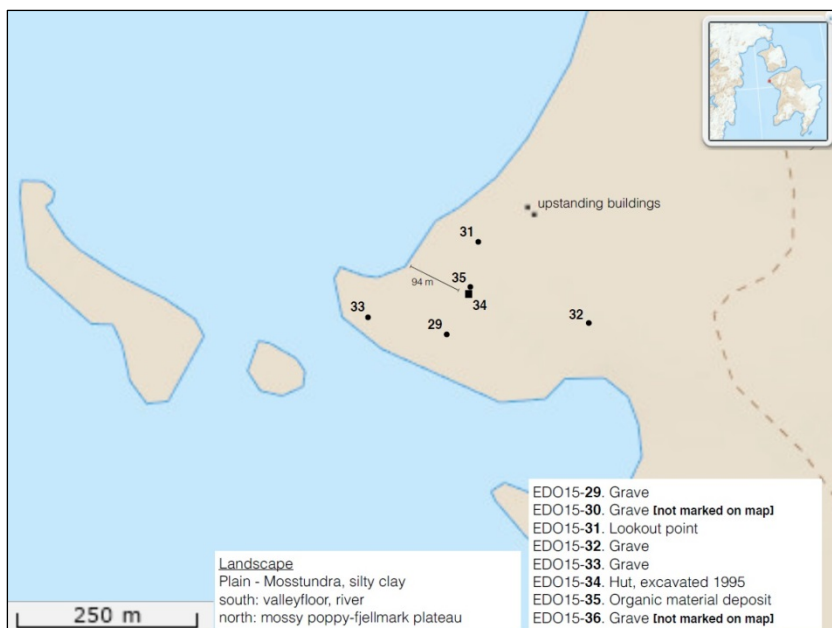 upstanding buildings
31
94 m
35
34
33
29
32
EDO15-29. Grave
EDO15-30. Grave [not marked on map]
EDO15-31. Lookout point
EDO15-32. Grave
EDO15-33. Grave
EDO15-34. Hut, excavated 1995
EDO15-35. Organic material deposit
EDO15-36. Grave [not marked on map]
Landscape
Plain - Mosstundra, silty clay
south: valleyfloor, river
north: mossy poppy-fjellmark plateau
250 m